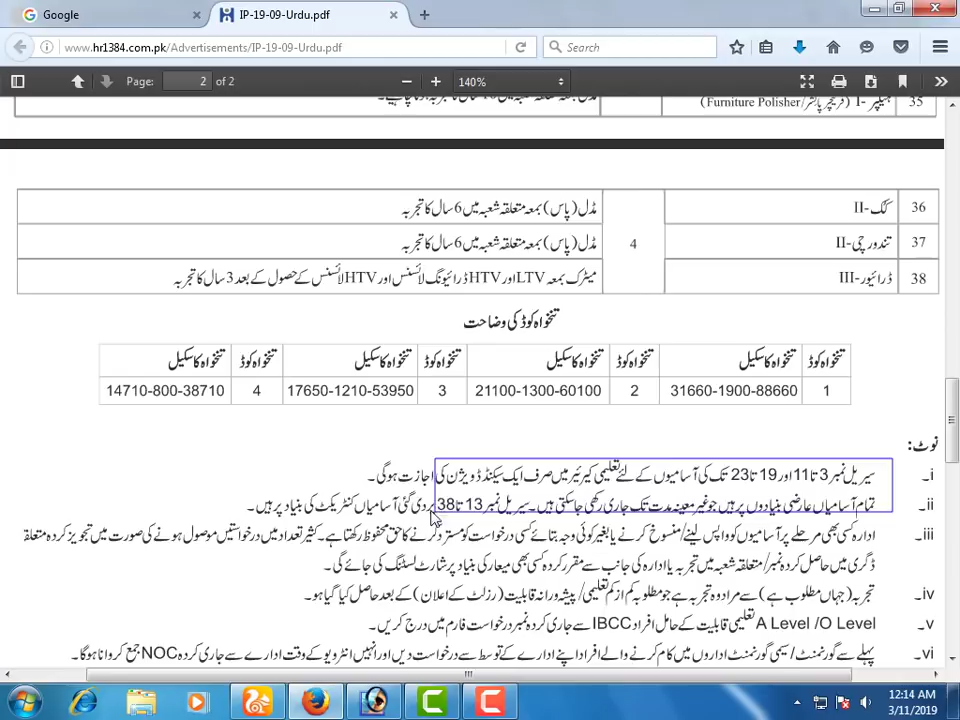 Google
IP-19-09-Urdu.pdf
www.hr1384.com.pk/Advertisements/IP-19-09-Urdu.pdf
Search
Page: 2 of 2
140%
35 ہیلپر-I (فرنیچر پالشر/Furniture Polisher)
36 کک-II مڈل (پاس) بمعہ متعلقہ شعبہ میں 6 سال کا تجربہ
37 تندورچی-II 4 مڈل (پاس) بمعہ متعلقہ شعبہ میں 6 سال کا تجربہ
38 ڈرائیور-III میٹرک بمعہ LTV اور HTV ڈرائیونگ لائسنس اور HTV لائسنس کے حصول کے بعد 3 سال کا تجربہ
تنخواہ کوڈ کی وضاحت
تنخواہ کوڈ تنخواہ کا سکیل تنخواہ کوڈ تنخواہ کا سکیل تنخواہ کوڈ تنخواہ کا سکیل تنخواہ کوڈ تنخواہ کا سکیل
1 31660-1900-88660 2 21100-1300-60100 3 17650-1210-53950 4 14710-800-38710
نوٹ:
i۔ سیریل نمبر 3 تا 11 اور 19 تا 23 تک کی آسامیوں کے لئے تعلیمی کیرئیر میں صرف ایک سیکنڈ ڈویژن کی اجازت ہوگی۔
ii۔ تمام آسامیاں عارضی بنیادوں پر ہیں جو غیر معینہ مدت تک جاری رکھی جاسکتی ہیں۔ سیریل نمبر 13 تا 38 پر دی گئی آسامیاں کنٹریکٹ کی بنیاد پر ہیں۔
iii۔ ادارہ کسی بھی مرحلے پر آسامیوں کو واپس لینے/منسوخ کرنے یا بغیر کوئی وجہ بتائے کسی درخواست کو مسترد کرنے کا حق محفوظ رکھتا ہے۔ کثیر تعداد میں درخواستیں موصول ہونے کی صورت میں تجویز کردہ متعلقہ
ڈگری میں حاصل کردہ نمبر/متعلقہ شعبہ میں تجربہ یا ادارہ کی جانب سے مقرر کردہ کسی بھی معیار کی بنیاد پر شارٹ لسٹنگ کی جائے گی۔
iv۔ تجربہ (جہاں مطلوب ہے) سے مراد وہ تجربہ ہے جو مطلوبہ کم از کم تعلیمی/پیشہ ورانہ قابلیت (رزلٹ کے اعلان) کے بعد حاصل کیا گیا ہو۔
v۔ A Level /O Level تعلیمی قابلیت کے حامل افراد IBCC سے جاری کردہ نمبر درخواست فارم میں درج کریں۔
vi۔ پہلے سے گورنمنٹ/سیمی گورنمنٹ اداروں میں کام کرنے والے افراد اپنے ادارے کے توسط سے درخواست دیں اور انہیں انٹرویو کے وقت ادارے سے جاری کردہ NOC جمع کروانا ہوگا۔
12:14 AM
3/11/2019